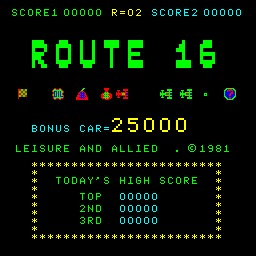 SCORE1 00000 R=02 SCORE2 00000
ROUTE 16
BONUS CAR=25000
LEISURE AND ALLIED . ©1981
TODAY'S HIGH SCORE
TOP 00000
2ND 00000
3RD 00000